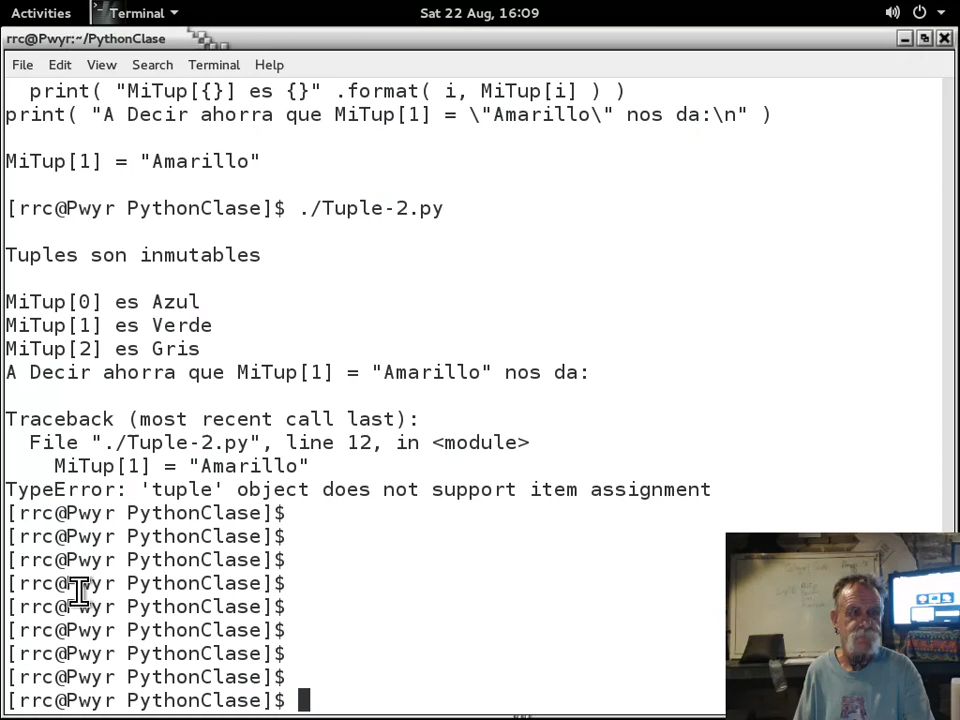 Activities Terminal Sat 22 Aug, 16:09
rrc@Pwyr:~/PythonClase
File Edit View Search Terminal Help
print( "MiTup[{}] es {}" .format( i, MiTup[i] ) )
print( "A Decir ahorra que MiTup[1] = \"Amarillo\" nos da:\n" )
MiTup[1] = "Amarillo"
[rrc@Pwyr PythonClase]$ ./Tuple-2.py
Tuples son inmutables
MiTup[0] es Azul
MiTup[1] es Verde
MiTup[2] es Gris
A Decir ahorra que MiTup[1] = "Amarillo" nos da:
Traceback (most recent call last):
File "./Tuple-2.py", line 12, in <module>
MiTup[1] = "Amarillo"
TypeError: 'tuple' object does not support item assignment
[rrc@Pwyr PythonClase]$
[rrc@Pwyr PythonClase]$
[rrc@Pwyr PythonClase]$
[rrc@Pwyr PythonClase]$
[rrc@Pwyr PythonClase]$
[rrc@Pwyr PythonClase]$
[rrc@Pwyr PythonClase]$
[rrc@Pwyr PythonClase]$
[rrc@Pwyr PythonClase]$